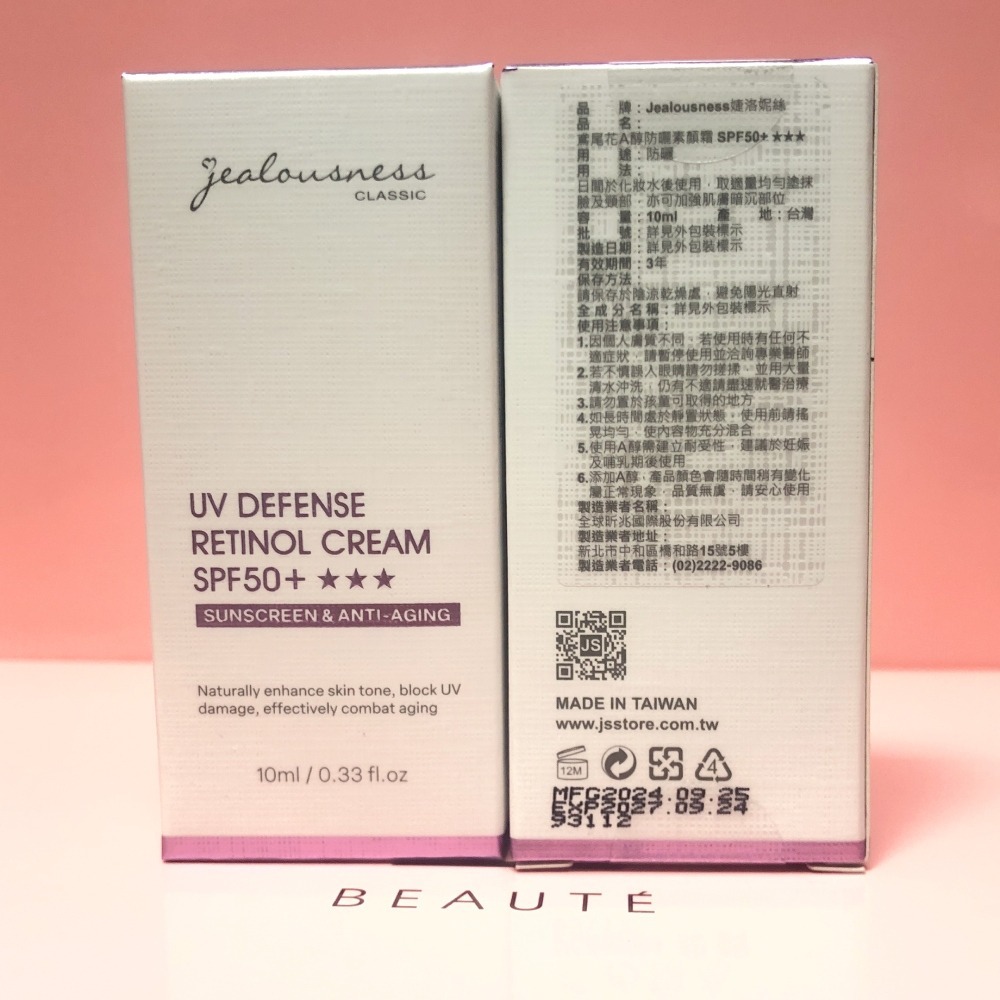 Jealousness
CLASSIC
UV DEFENSE
RETINOL CREAM
SPF50+ ★★★
SUNSCREEN & ANTI-AGING
Naturally enhance skin tone, block UV
damage, effectively combat aging
10ml / 0.33 fl.oz
品牌：Jealousness婕洛妮絲
品名：
鳶尾花A醇防曬素顏霜 SPF50+ ★★★
用途：防曬
用法：
日間於化妝水後使用，取適量均勻塗抹
臉及頸部，亦可加強肌膚暗沉部位
容量：10ml 產地：台灣
批號：詳見外包裝標示
製造日期：詳見外包裝標示
有效期間：3年
保存方法：
請保存於陰涼乾燥處，避免陽光直射
全成分名稱：詳見外包裝標示
使用注意事項：
1.因個人膚質不同，若使用時有任何不
適症狀，請暫停使用並洽詢專業醫師
2.若不慎誤入眼睛請勿搓揉，並用大量
清水沖洗，仍有不適請盡速就醫治療
3.請勿置於孩童可取得的地方
4.如長時間處於靜置狀態，使用前請搖
晃均勻，使內容物充分混合
5.使用A醇需建立耐受性，建議於妊娠
及哺乳期後使用
6.添加A醇，產品顏色會隨時間稍有變化
屬正常現象，品質無虞，請安心使用
製造業者名稱：
全球昕兆國際股份有限公司
製造業者地址：
新北市中和區橋和路15號5樓
製造業者電話：(02)2222-9086
JS
MADE IN TAIWAN
www.jsstore.com.tw
12M
4
MFG2024.09.25
EXP2027.09.24
93112
BEAUTÉ